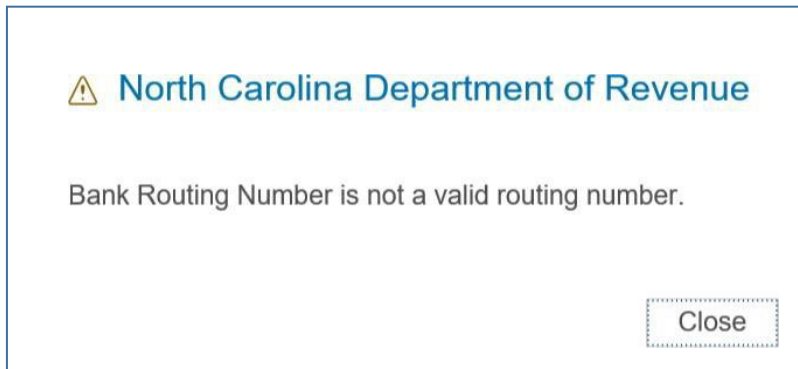 North Carolina Department of Revenue
Bank Routing Number is not a valid routing number.
Close